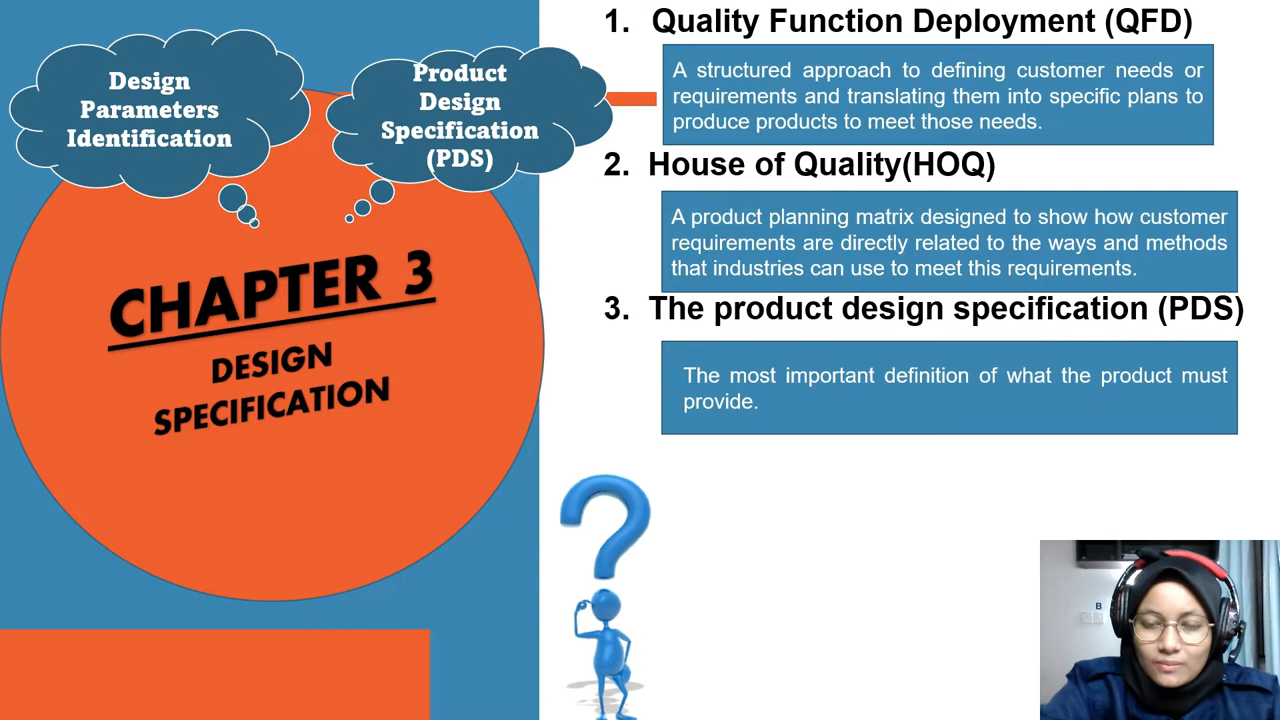 Design
Parameters
Identification
Product
Design
Specification
(PDS)
CHAPTER 3
DESIGN
SPECIFICATION
1. Quality Function Deployment (QFD)
A structured approach to defining customer needs or
requirements and translating them into specific plans to
produce products to meet those needs.
2. House of Quality(HOQ)
A product planning matrix designed to show how customer
requirements are directly related to the ways and methods
that industries can use to meet this requirements.
3. The product design specification (PDS)
The most important definition of what the product must
provide.
B